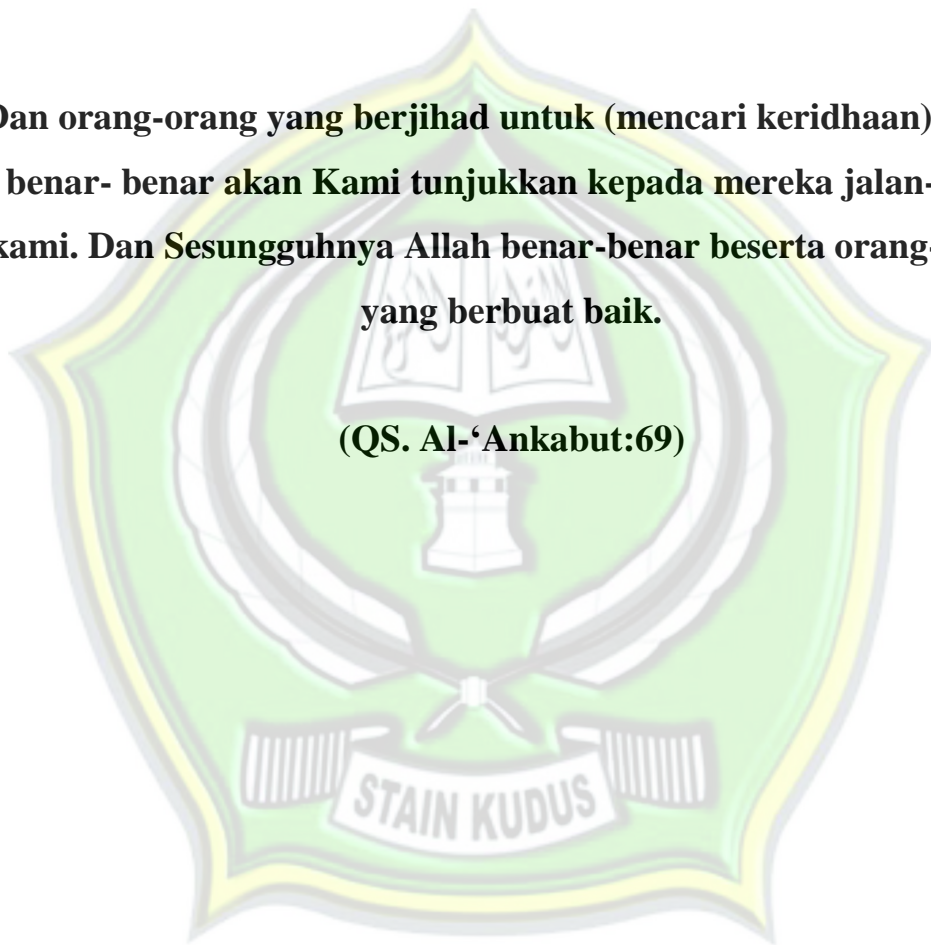 Dan orang-orang yang berjihad untuk (mencari keridhaan)
benar- benar akan Kami tunjukkan kepada mereka jalan-
kami. Dan Sesungguhnya Allah benar-benar beserta orang-
yang berbuat baik.
(QS. Al-‘Ankabut:69)
STAIN KUDUS